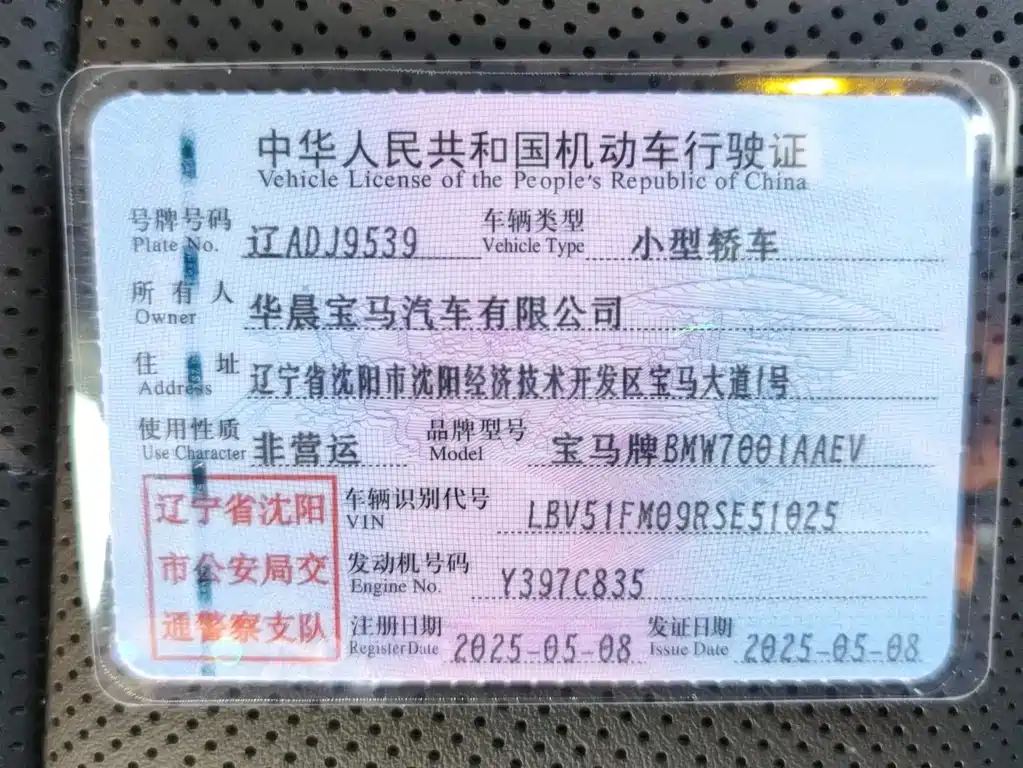 中华人民共和国机动车行驶证
Vehicle License of the People's Republic of China
号牌号码 辽ADJ9539 车辆类型 小型轿车
Plate No. Vehicle Type
所有人 华晨宝马汽车有限公司
Owner
住址 辽宁省沈阳市沈阳经济技术开发区宝马大道1号
Address
使用性质 非营运 品牌型号 宝马牌BMW7001AAEV
Use Character Model
辽宁省沈阳
市公安局交
通警察支队
车辆识别代号 LBV51FM09RSE51025
VIN
发动机号码 Y397C835
Engine No.
注册日期 2025-05-08 发证日期 2025-05-08
Register Date Issue Date